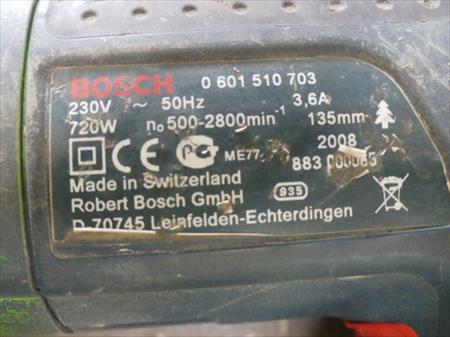 BOSCH 0 601 510 703
230V ~ 50Hz 3,6A
720W n₀ 500-2800min⁻¹ 135mm
2008
CE ME77 883
Made in Switzerland
Robert Bosch GmbH 935
D-70745 Leinfelden-Echterdingen